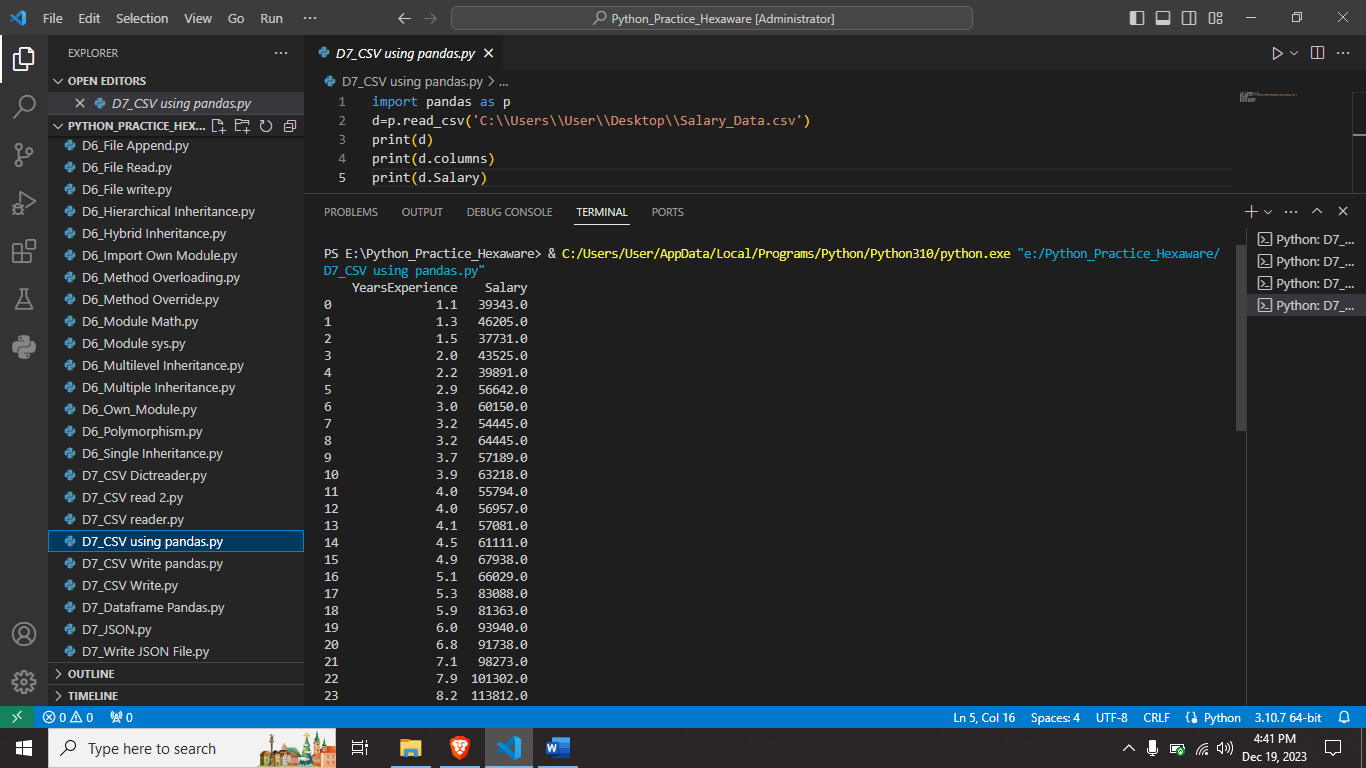 File Edit Selection View Go Run ··· Python_Practice_Hexaware [Administrator]
EXPLORER ···
OPEN EDITORS
D7_CSV using pandas.py
PYTHON_PRACTICE_HEX...
D6_File Append.py
D6_File Read.py
D6_File write.py
D6_Hierarchical Inheritance.py
D6_Hybrid Inheritance.py
D6_Import Own Module.py
D6_Method Overloading.py
D6_Method Override.py
D6_Module Math.py
D6_Module sys.py
D6_Multilevel Inheritance.py
D6_Multiple Inheritance.py
D6_Own_Module.py
D6_Polymorphism.py
D6_Single Inheritance.py
D7_CSV Dictreader.py
D7_CSV read 2.py
D7_CSV reader.py
D7_CSV using pandas.py
D7_CSV Write pandas.py
D7_CSV Write.py
D7_Dataframe Pandas.py
D7_JSON.py
D7_Write JSON File.py
OUTLINE
TIMELINE
D7_CSV using pandas.py
D7_CSV using pandas.py > ...
1 import pandas as p
2 d=p.read_csv('C:\\Users\\User\\Desktop\\Salary_Data.csv')
3 print(d)
4 print(d.columns)
5 print(d.Salary)
PROBLEMS OUTPUT DEBUG CONSOLE TERMINAL PORTS
PS E:\Python_Practice_Hexaware> & C:/Users/User/AppData/Local/Programs/Python/Python310/python.exe "e:/Python_Practice_Hexaware/
D7_CSV using pandas.py"
YearsExperience Salary
0 1.1 39343.0
1 1.3 46205.0
2 1.5 37731.0
3 2.0 43525.0
4 2.2 39891.0
5 2.9 56642.0
6 3.0 60150.0
7 3.2 54445.0
8 3.2 64445.0
9 3.7 57189.0
10 3.9 63218.0
11 4.0 55794.0
12 4.0 56957.0
13 4.1 57081.0
14 4.5 61111.0
15 4.9 67938.0
16 5.1 66029.0
17 5.3 83088.0
18 5.9 81363.0
19 6.0 93940.0
20 6.8 91738.0
21 7.1 98273.0
22 7.9 101302.0
23 8.2 113812.0
Python: D7_...
Python: D7_...
Python: D7_...
Python: D7_...
0 0 0 Ln 5, Col 16 Spaces: 4 UTF-8 CRLF Python 3.10.7 64-bit
Type here to search
4:41 PM
Dec 19, 2023